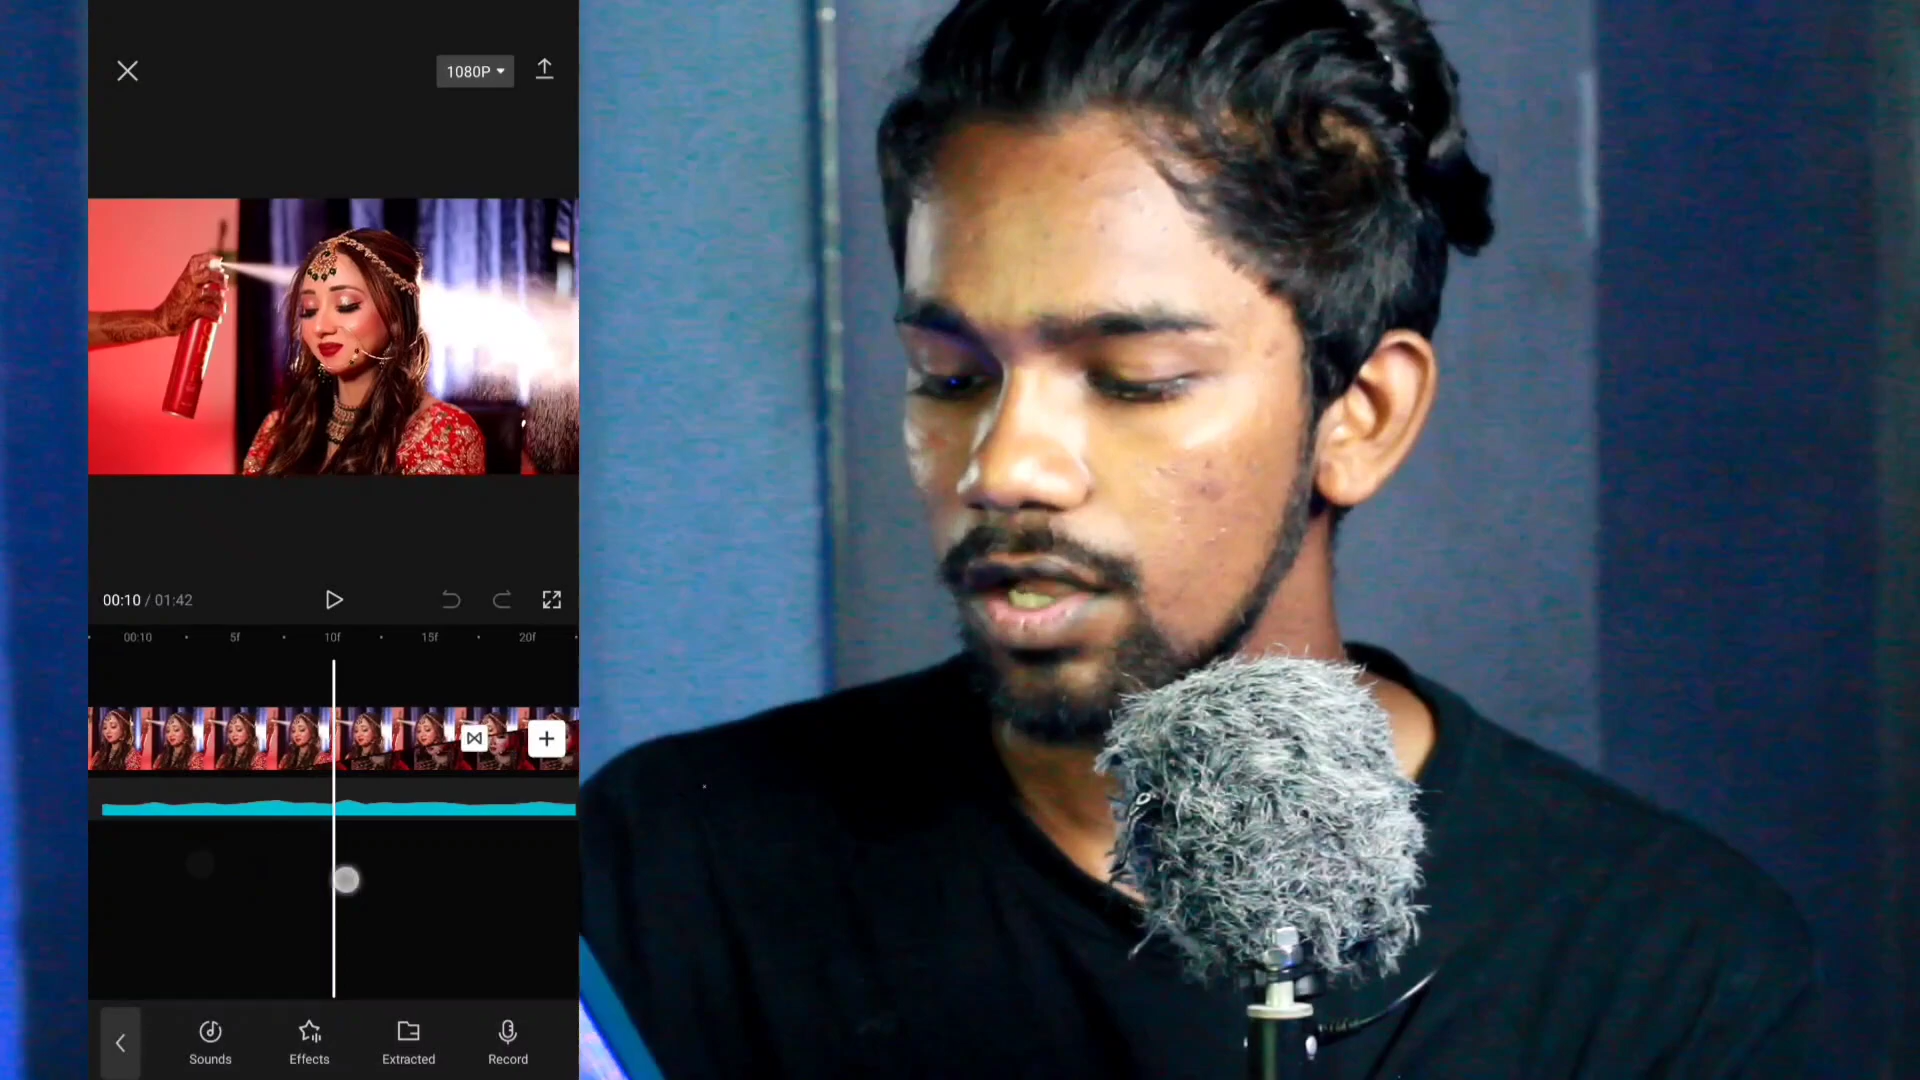 1080P
00:10 / 01:42
00:10 5f 10f 15f 20f
Sounds Effects Extracted Record